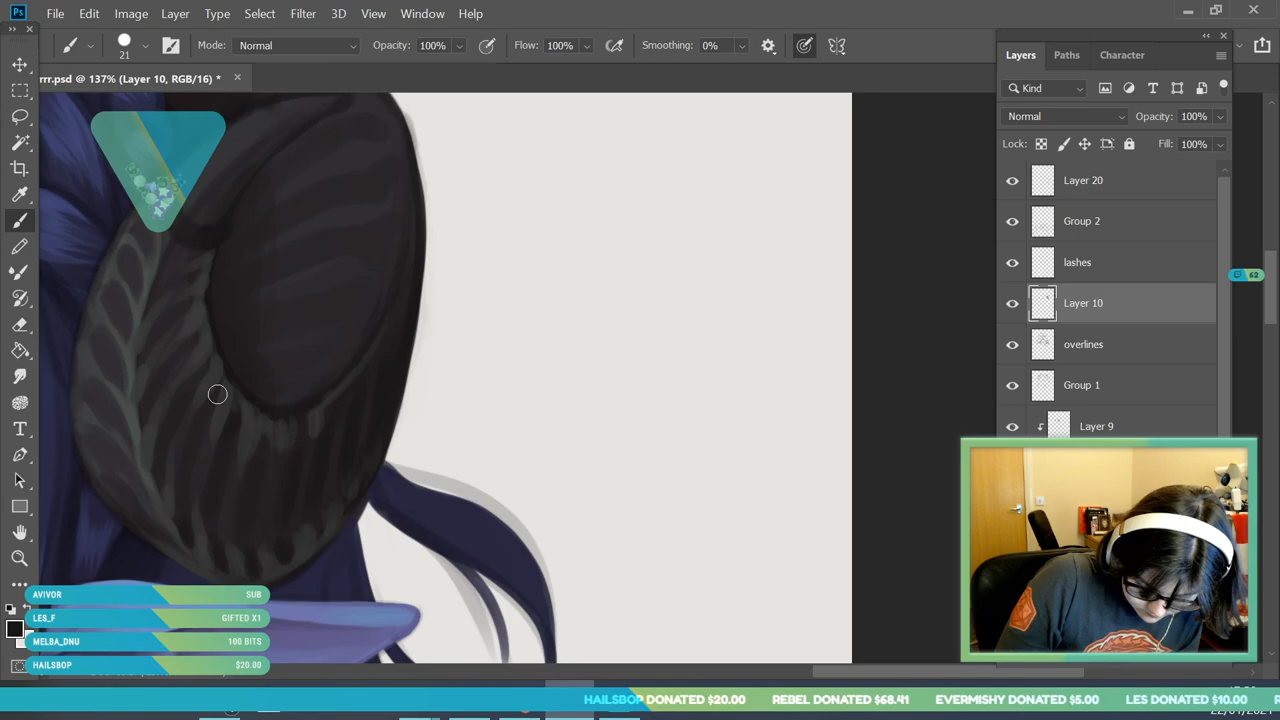 Ps File Edit Image Layer Type Select Filter 3D View Window Help
21 Mode: Normal Opacity: 100% Flow: 100% Smoothing: 0%
rrr.psd @ 137% (Layer 10, RGB/16) *
Layers Paths Character
Kind
Normal Opacity: 100%
Lock: Fill: 100%
Layer 20
Group 2
lashes
62
Layer 10
overlines
Group 1
Layer 9
AVIVOR SUB
LES_F GIFTED X1
MELBA_DNU 100 BITS
HAILSBOP $20.00
HAILSBOP DONATED $20.00 REBEL DONATED $68.41 EVERMISHY DONATED $5.00 LES DONATED $10.00